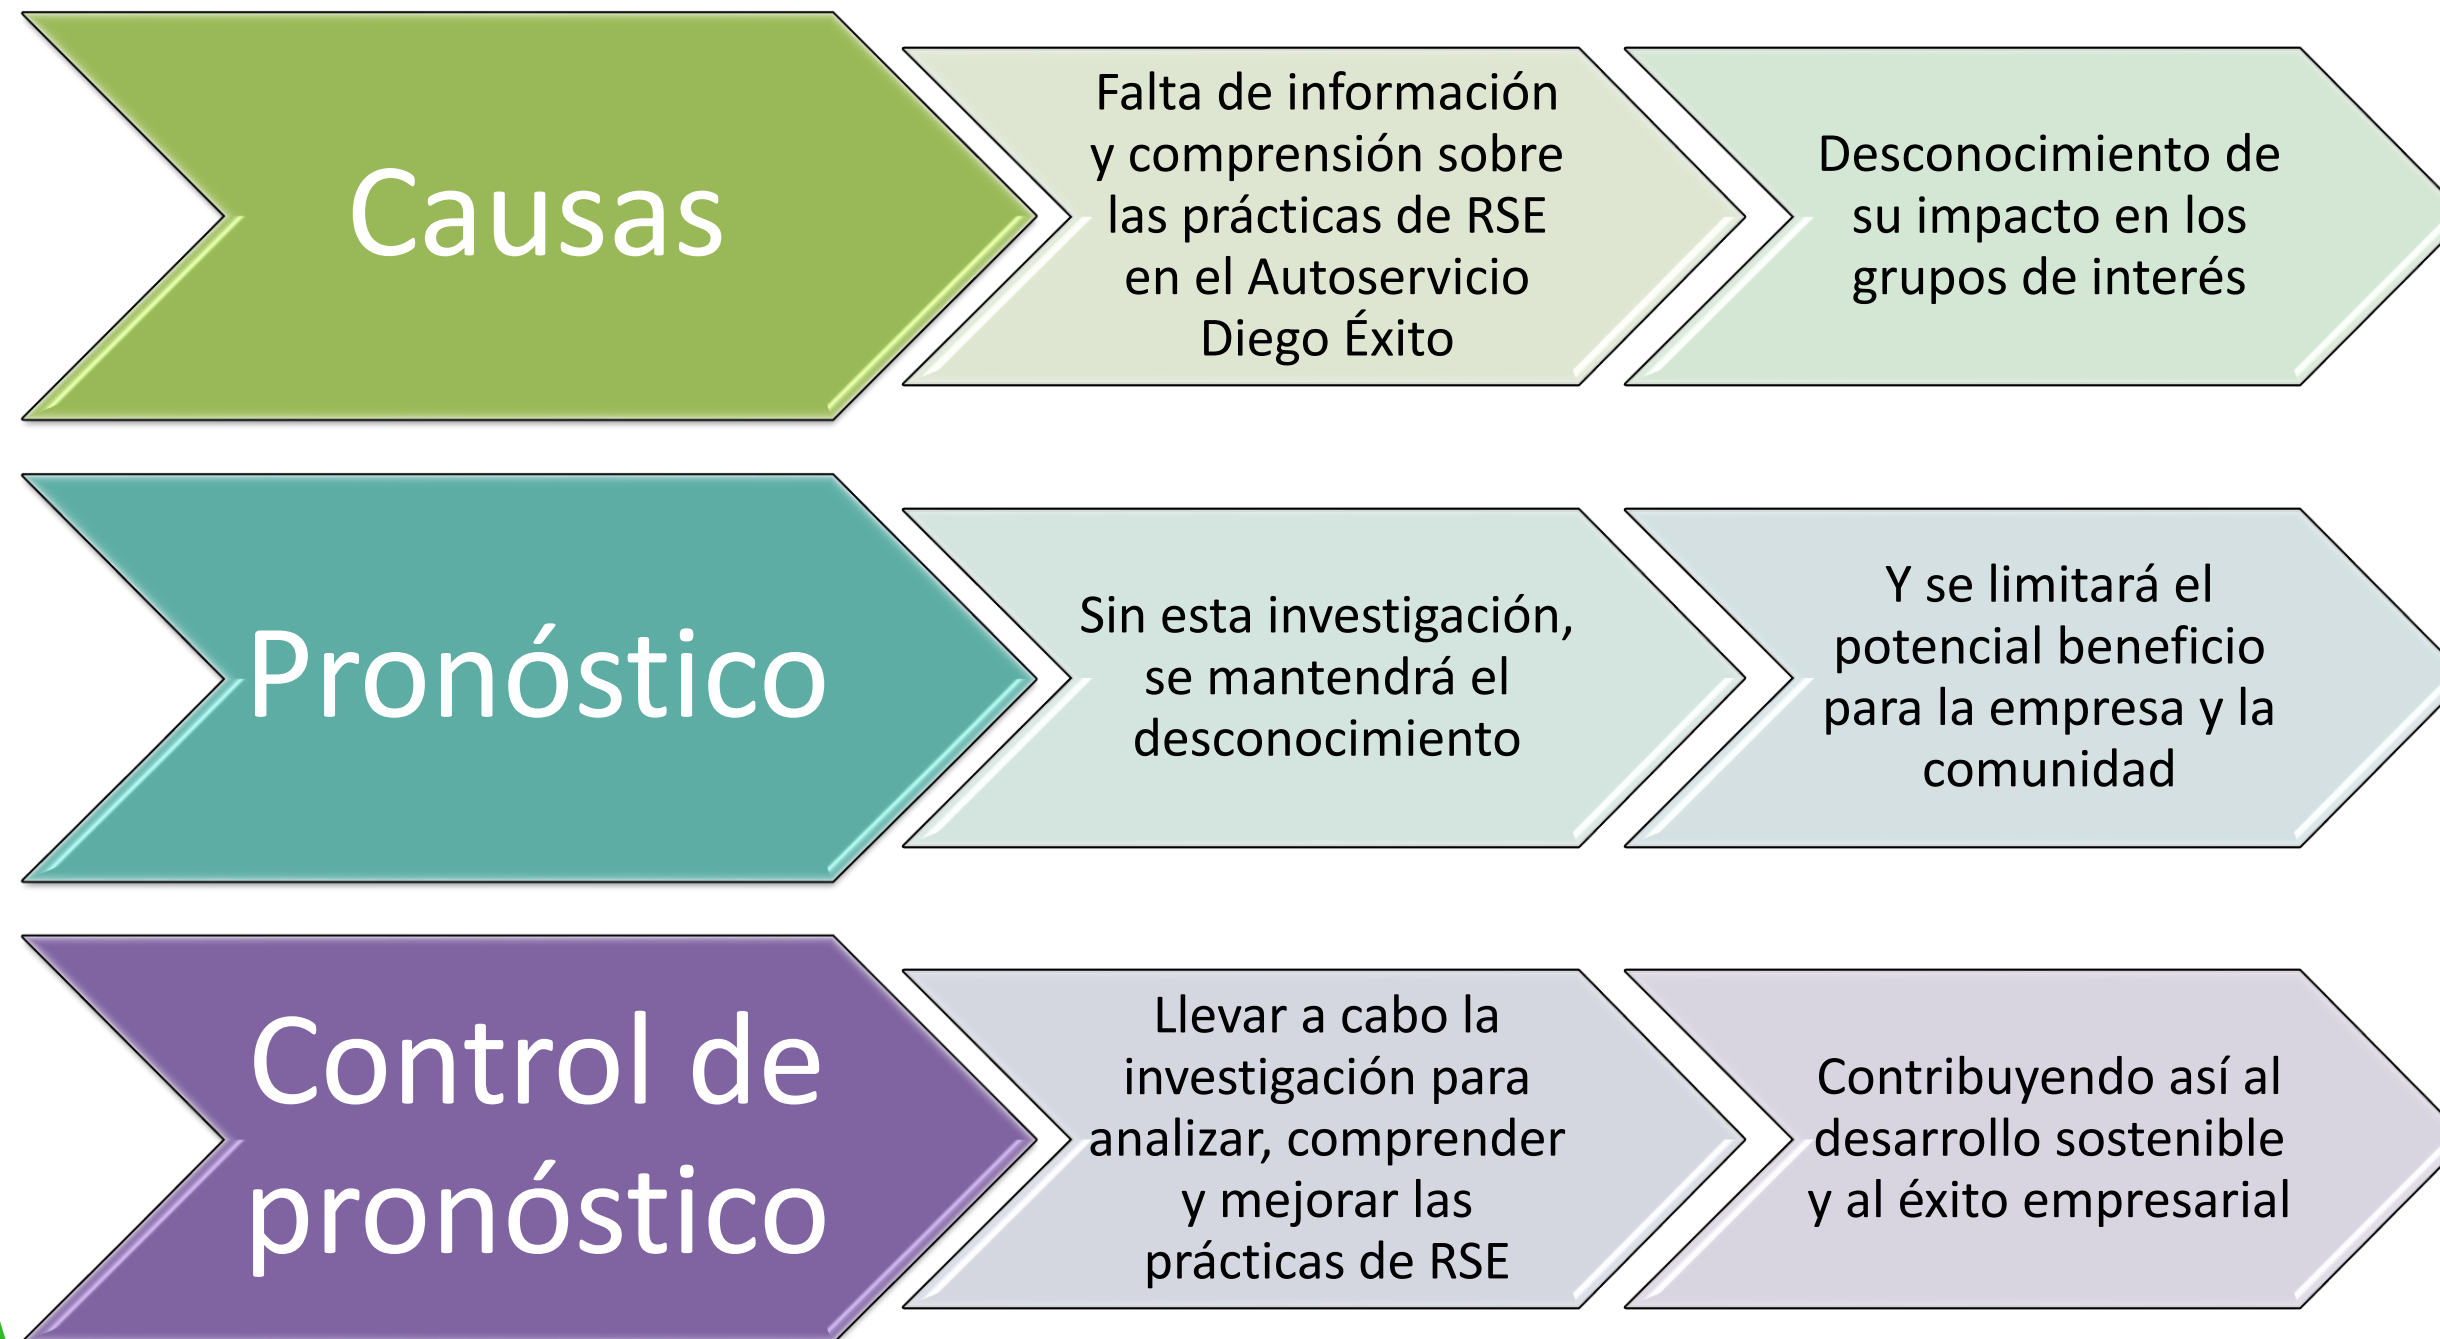 Causas
Falta de información
y comprensión sobre
las prácticas de RSE
en el Autoservicio
Diego Éxito
Desconocimiento de
su impacto en los
grupos de interés
Pronóstico
Sin esta investigación,
se mantendrá el
desconocimiento
Y se limitará el
potencial beneficio
para la empresa y la
comunidad
Control de
pronóstico
Llevar a cabo la
investigación para
analizar, comprender
y mejorar las
prácticas de RSE
Contribuyendo así al
desarrollo sostenible
y al éxito empresarial